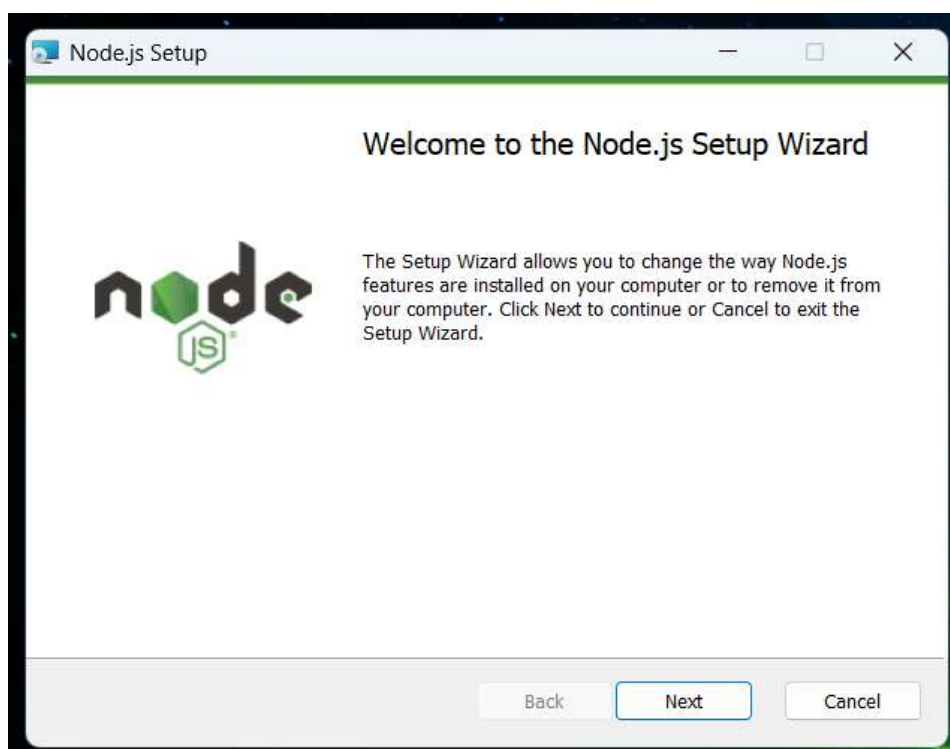 Node.js Setup
Welcome to the Node.js Setup Wizard
The Setup Wizard allows you to change the way Node.js
features are installed on your computer or to remove it from
your computer. Click Next to continue or Cancel to exit the
Setup Wizard.
node
JS®
Back Next Cancel